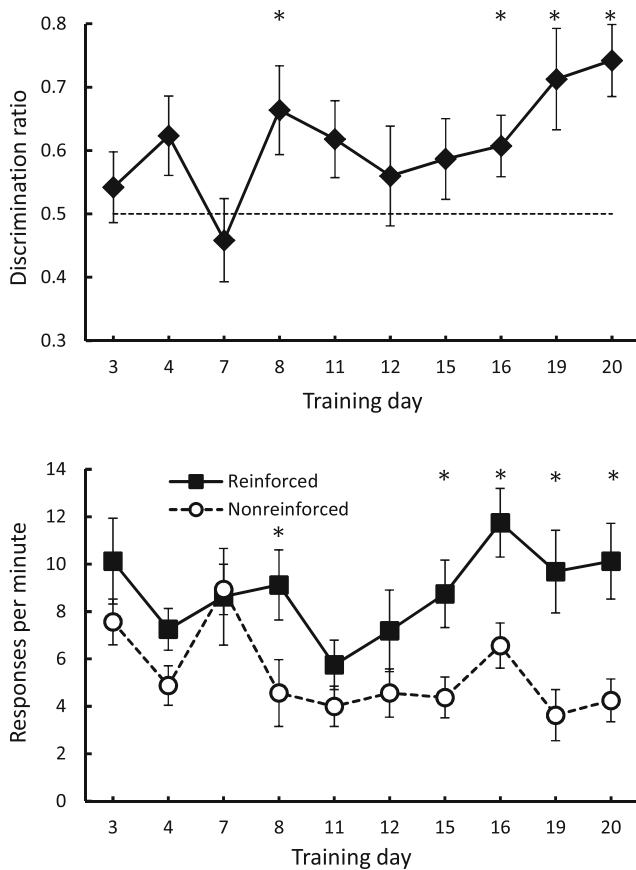 * * * *
0.8
0.7
0.6
0.5
0.4
0.3
Discrimination ratio
3 4 7 8 11 12 15 16 19 20
Training day
14
12
10
8
6
4
2
0
Responses per minute
Reinforced
Nonreinforced
* * * * *
3 4 7 8 11 12 15 16 19 20
Training day